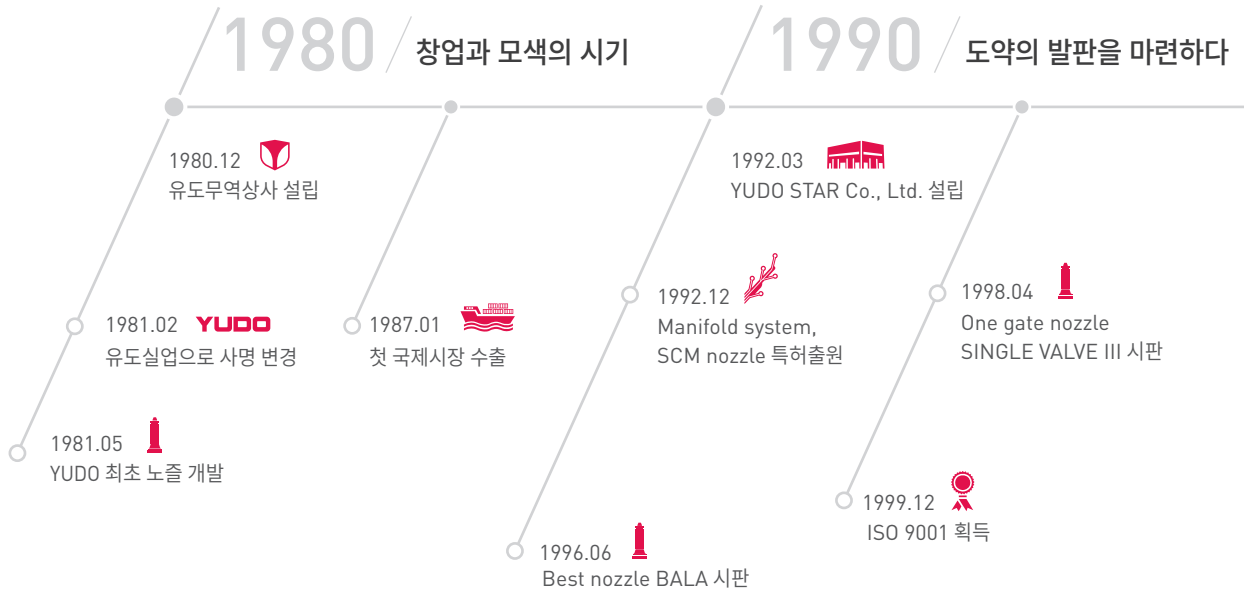 1980 / 창업과 모색의 시기
1980.12
유도무역상사 설립
1981.02 YUDO
유도실업으로 사명 변경
1981.05
YUDO 최초 노즐 개발
1987.01
첫 국제시장 수출
1990 / 도약의 발판을 마련하다
1992.03
YUDO STAR Co., Ltd. 설립
1992.12
Manifold system,
SCM nozzle 특허출원
1996.06
Best nozzle BALA 시판
1998.04
One gate nozzle
SINGLE VALVE III 시판
1999.12
ISO 9001 획득